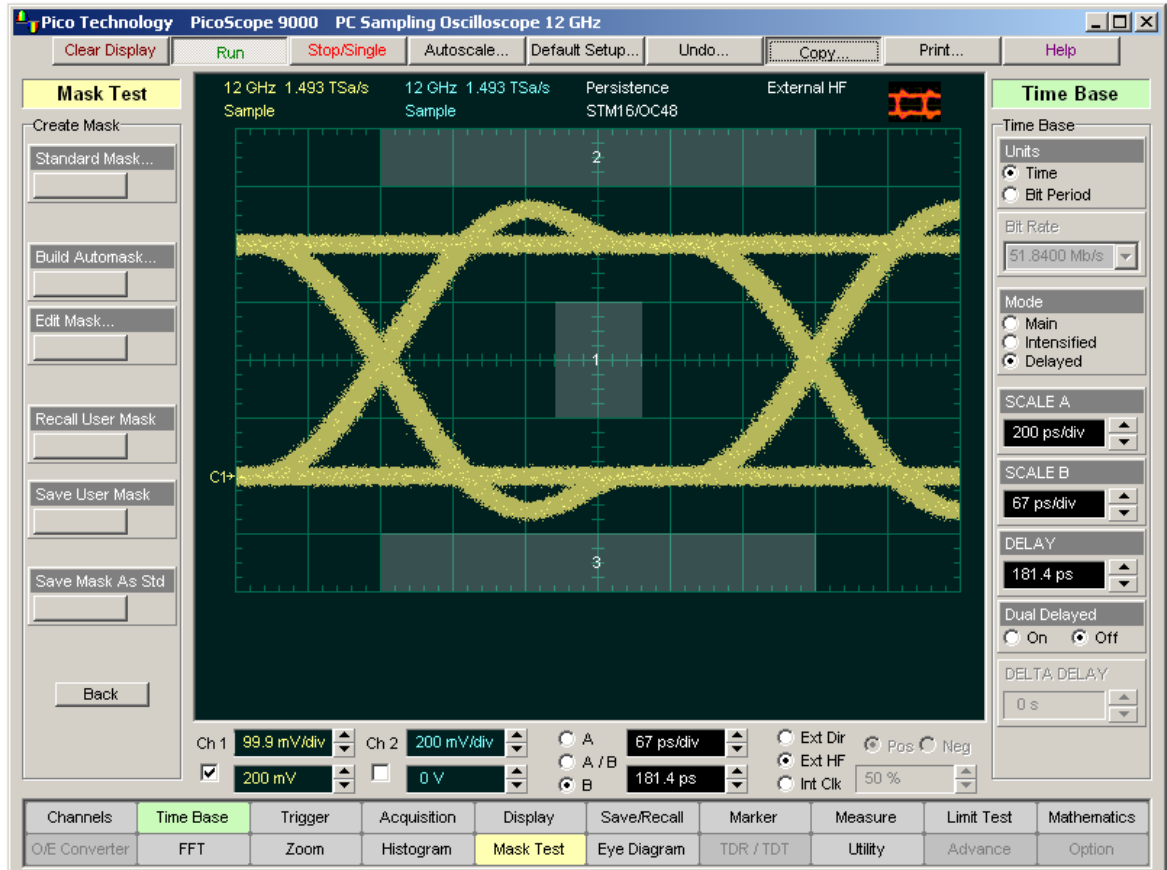 Pico Technology PicoScope 9000 PC Sampling Oscilloscope 12 GHz
Clear Display Run Stop/Single Autoscale... Default Setup... Undo... Copy... Print... Help
Mask Test
Create Mask
Standard Mask...
Build Automask...
Edit Mask...
Recall User Mask
Save User Mask
Save Mask As Std
Back
12 GHz 1.493 TSa/s 12 GHz 1.493 TSa/s Persistence External HF
Sample Sample STM16/OC48
2
1
C1
3
Time Base
Time Base
Units
Time
Bit Period
Bit Rate
51.8400 Mb/s
Mode
Main
Intensified
Delayed
SCALE A
200 ps/div
SCALE B
67 ps/div
DELAY
181.4 ps
Dual Delayed
On Off
DELTA DELAY
0 s
Ch 1 99.9 mV/div Ch 2 200 mV/div A 67 ps/div Ext Dir Pos Neg
A / B Ext HF
200 mV 0 V B 181.4 ps Int Clk 50 %
Channels Time Base Trigger Acquisition Display Save/Recall Marker Measure Limit Test Mathematics
O/E Converter FFT Zoom Histogram Mask Test Eye Diagram TDR / TDT Utility Advance Option